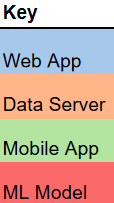 Key
Web App
Data Server
Mobile App
ML Model